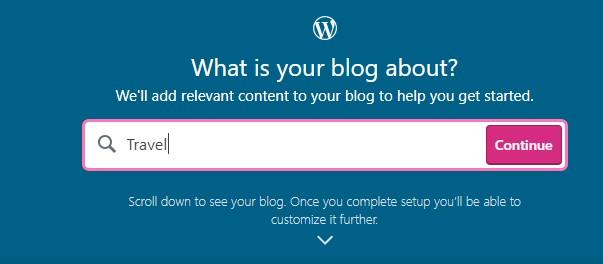 What is your blog about?
We'll add relevant content to your blog to help you get started.
Travel
Continue
Scroll down to see your blog. Once you complete setup you'll be able to
customize it further.